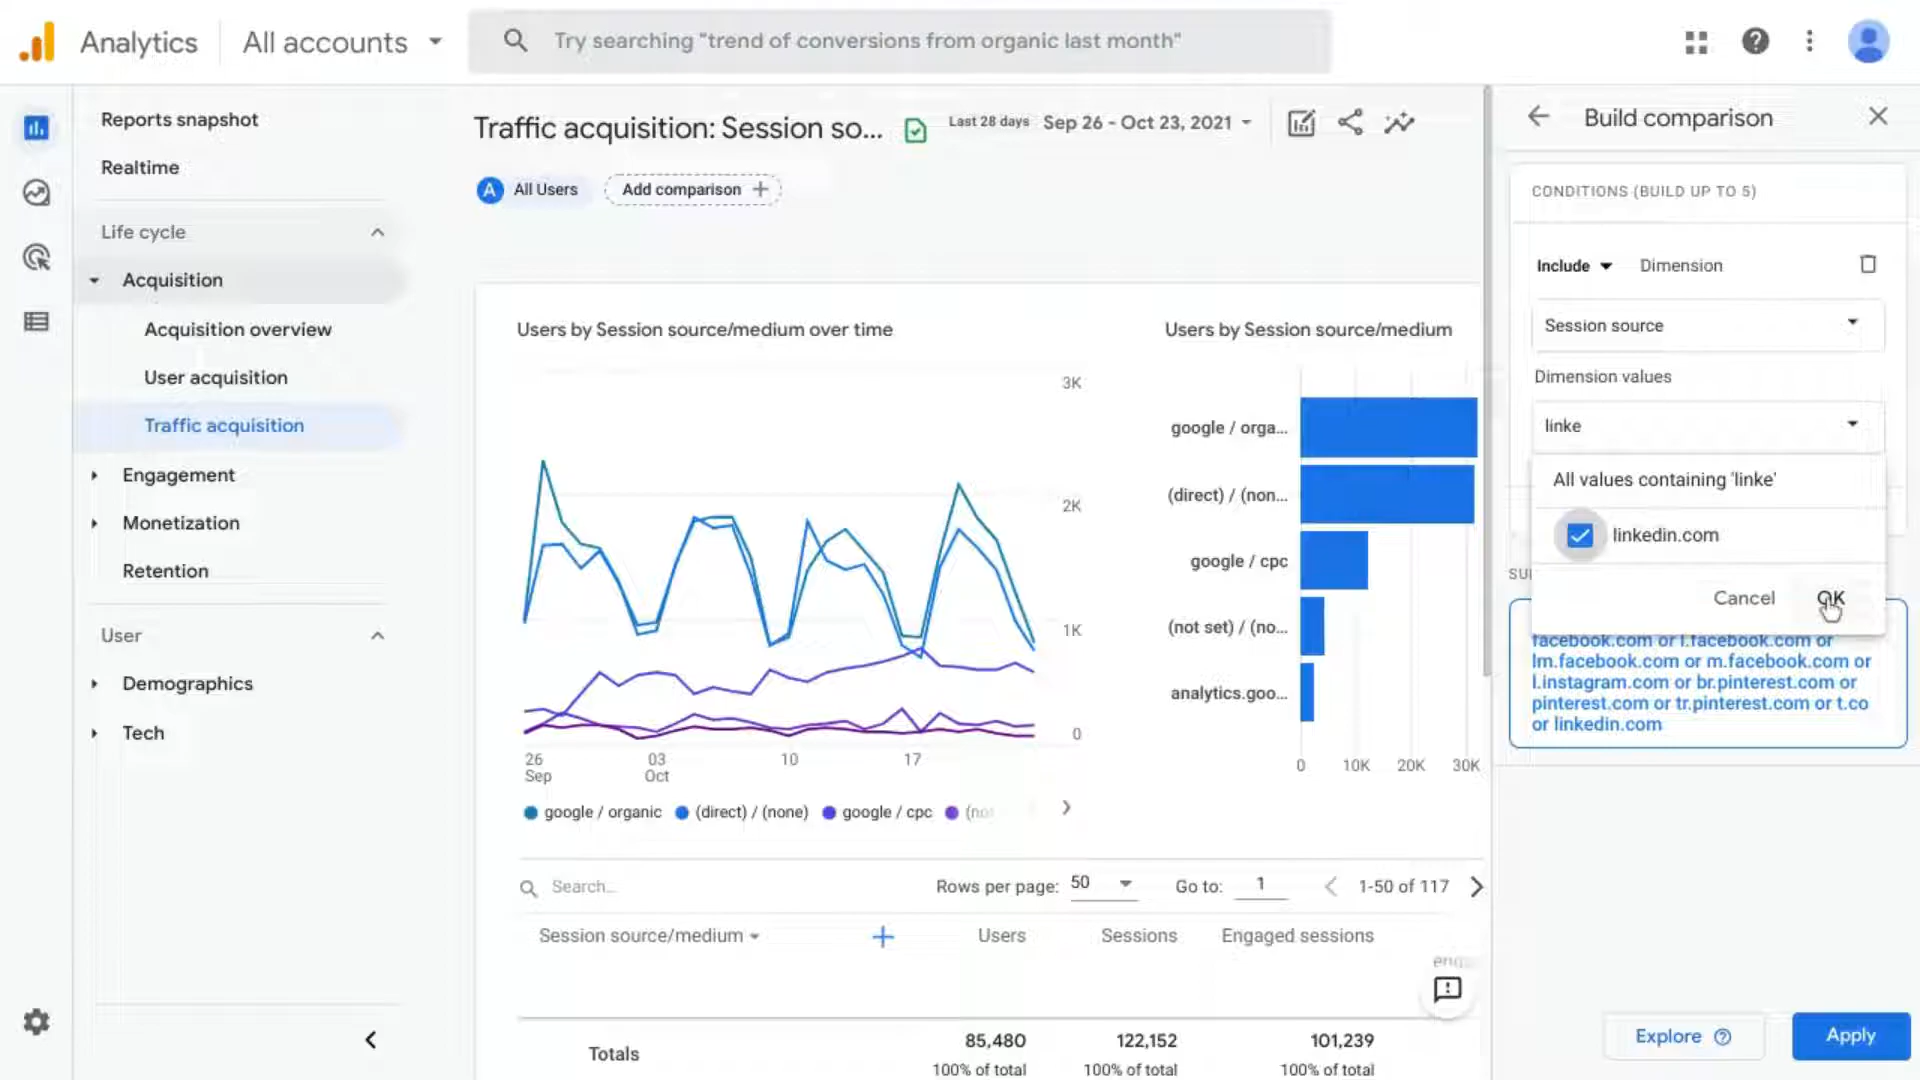 Analytics
All accounts
Try searching "trend of conversions from organic last month"
Reports snapshot
Realtime
Life cycle
Acquisition
Acquisition overview
User acquisition
Traffic acquisition
Engagement
Monetization
Retention
User
Demographics
Tech
Traffic acquisition: Session so...
Last 28 days Sep 26 - Oct 23, 2021
A All Users
Add comparison +
Users by Session source/medium over time
3K
2K
1K
0
26 Sep
03 Oct
10
17
google / organic
(direct) / (none)
google / cpc
(not
Users by Session source/medium
google / orga...
(direct) / (non...
google / cpc
(not set) / (no...
analytics.goo...
0 10K 20K 30K
Search...
Rows per page: 50
Go to: 1
1-50 of 117
Session source/medium
Users
Sessions
Engaged sessions
Totals
85,480
100% of total
122,152
100% of total
101,239
100% of total
Build comparison
CONDITIONS (BUILD UP TO 5)
Include
Dimension
Session source
Dimension values
linke
All values containing 'linke'
linkedin.com
Cancel
OK
facebook.com or l.facebook.com or
lm.facebook.com or m.facebook.com or
l.instagram.com or br.pinterest.com or
pinterest.com or tr.pinterest.com or t.co
or linkedin.com
Explore
Apply